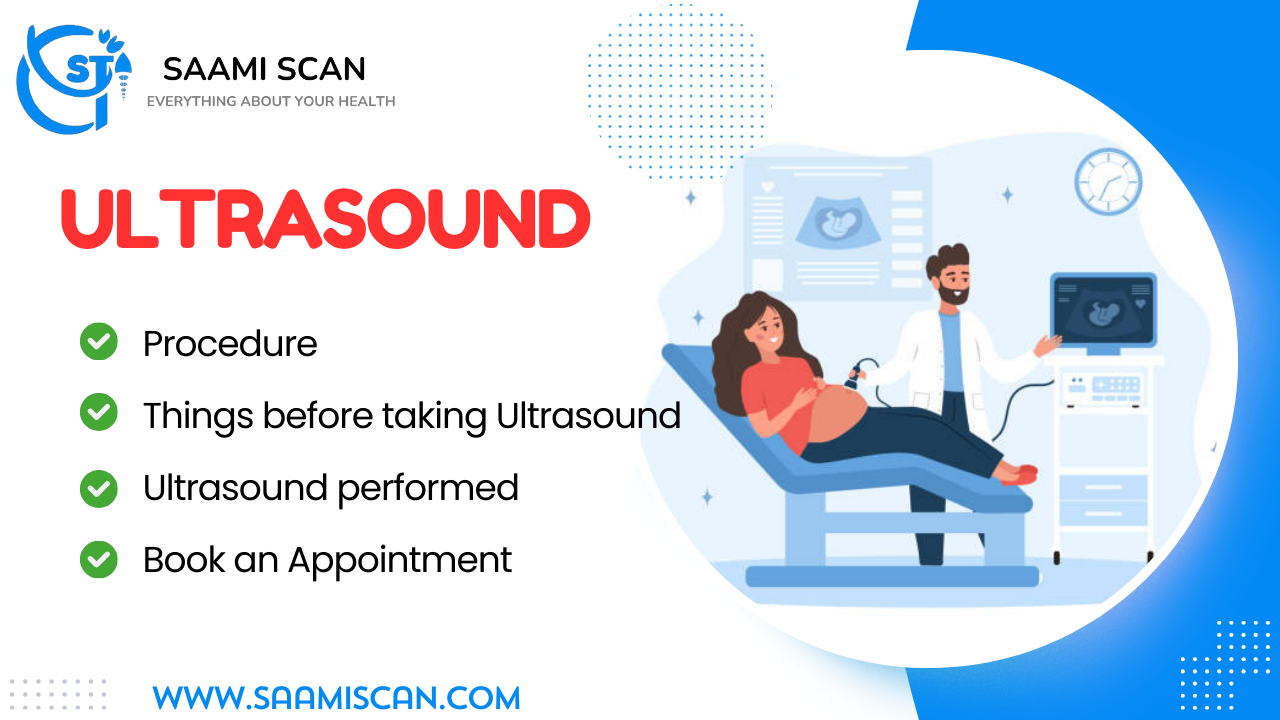 ST
SAAMI SCAN
EVERYTHING ABOUT YOUR HEALTH
ULTRASOUND
Procedure
Things before taking Ultrasound
Ultrasound performed
Book an Appointment
WWW.SAAMISCAN.COM